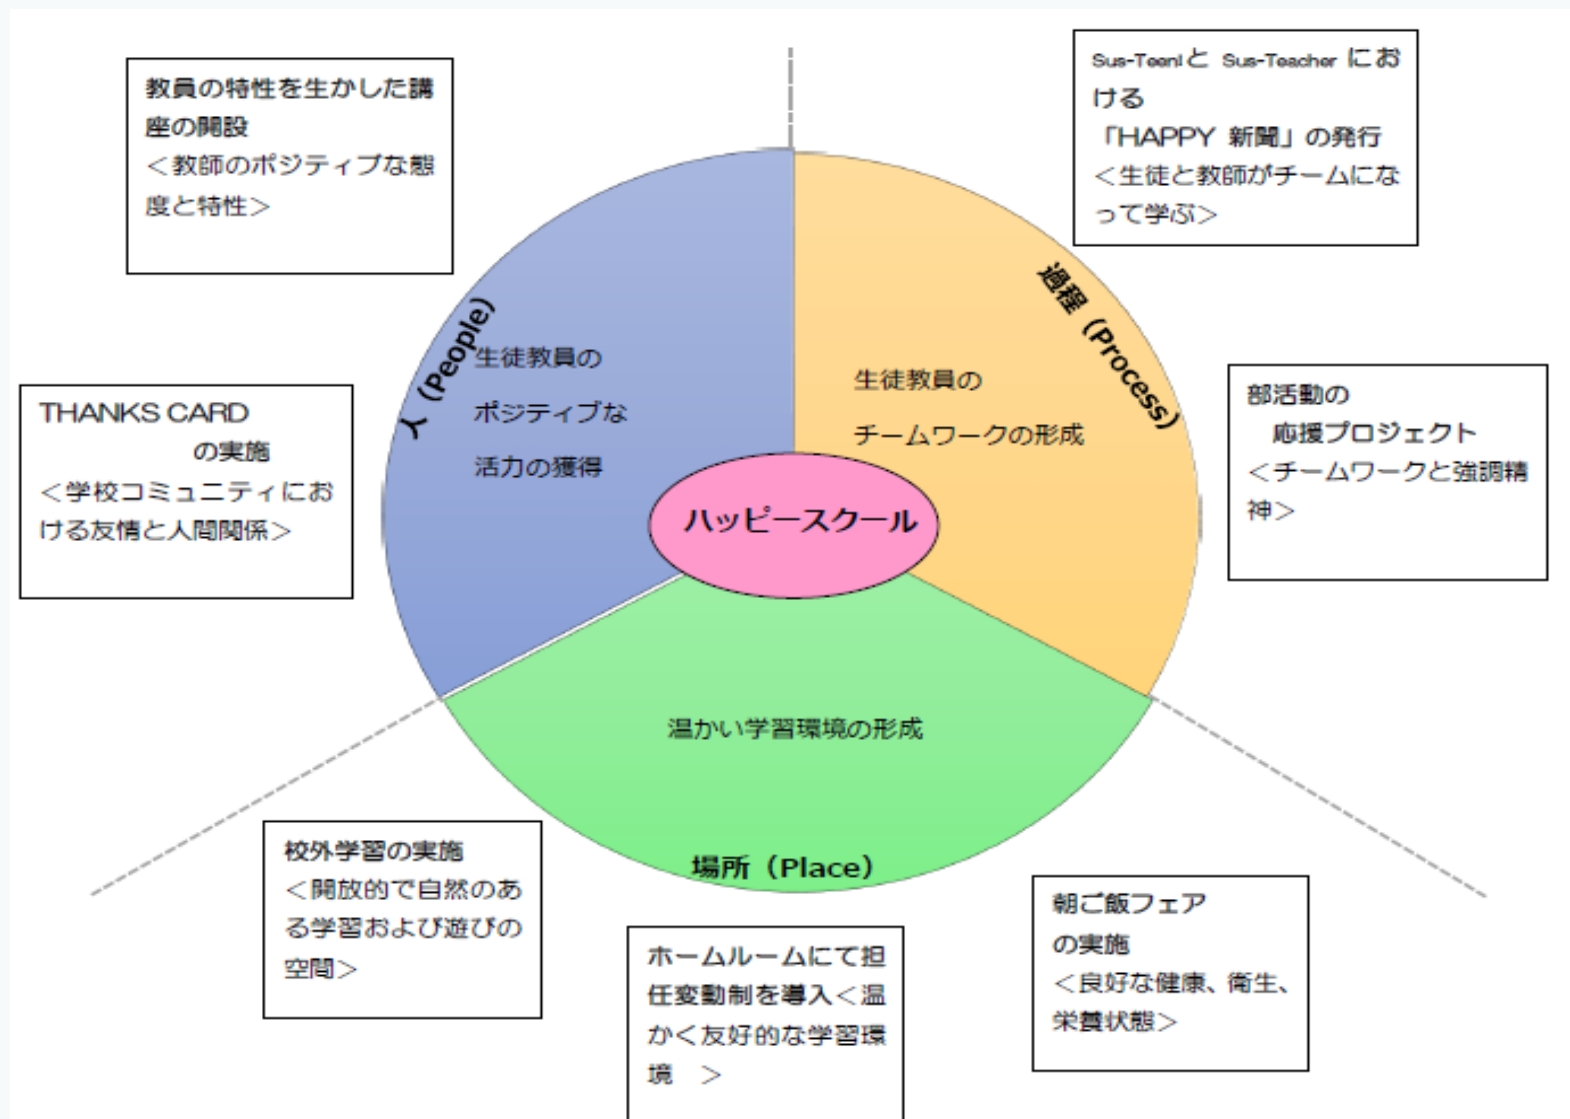 教員の特性を生かした講
座の開設
＜教師のポジティブな態
度と特性＞
Sus-Teen!と Sus-Teacher にお
ける
「HAPPY 新聞」の発行
＜生徒と教師がチームにな
って学ぶ＞
人（People）
生徒教員の
ポジティブな
活力の獲得
過程（Process）
生徒教員の
チームワークの形成
THANKS CARD
の実施
＜学校コミュニティにお
ける友情と人間関係＞
部活動の
応援プロジェクト
＜チームワークと強調精
神＞
ハッピースクール
温かい学習環境の形成
場所（Place）
校外学習の実施
＜開放的で自然のあ
る学習および遊びの
空間＞
ホームルームにて担
任変動制を導入＜温
かく友好的な学習環
境　＞
朝ご飯フェア
の実施
＜良好な健康、衛生、
栄養状態＞